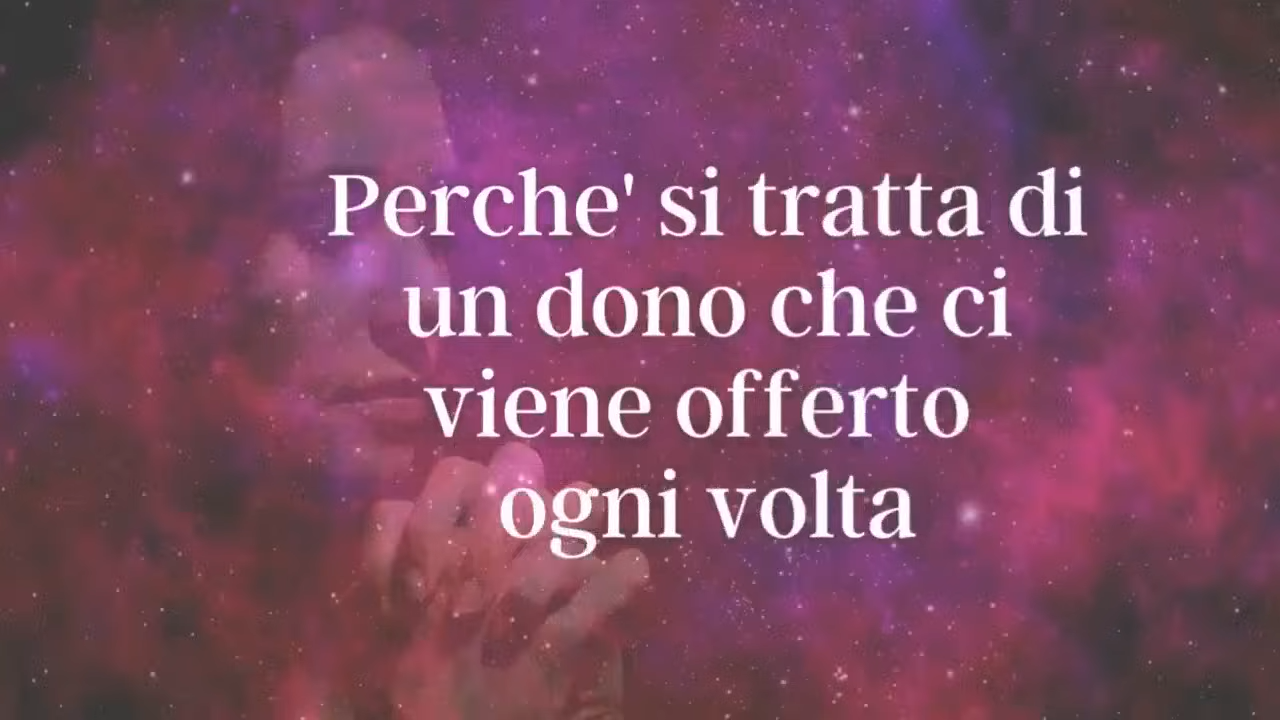 Perche' si tratta di
un dono che ci
viene offerto
ogni volta